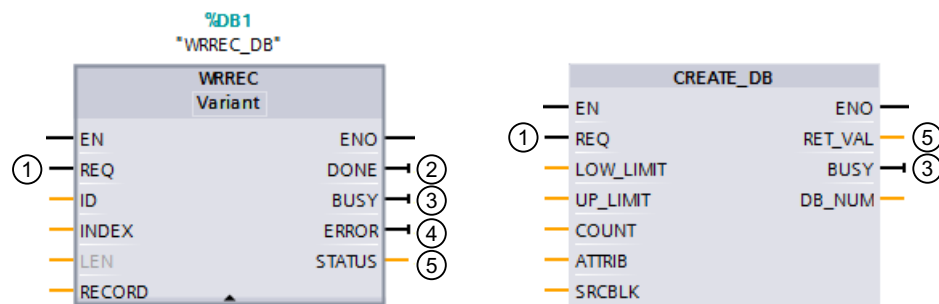 %DB1
"WRREC_DB"
WRREC
Variant
EN ENO
① REQ DONE ②
ID BUSY ③
INDEX ERROR ④
LEN STATUS ⑤
RECORD
CREATE_DB
EN ENO
① REQ RET_VAL ⑤
LOW_LIMIT BUSY ③
UP_LIMIT DB_NUM
COUNT
ATTRIB
SRCBLK